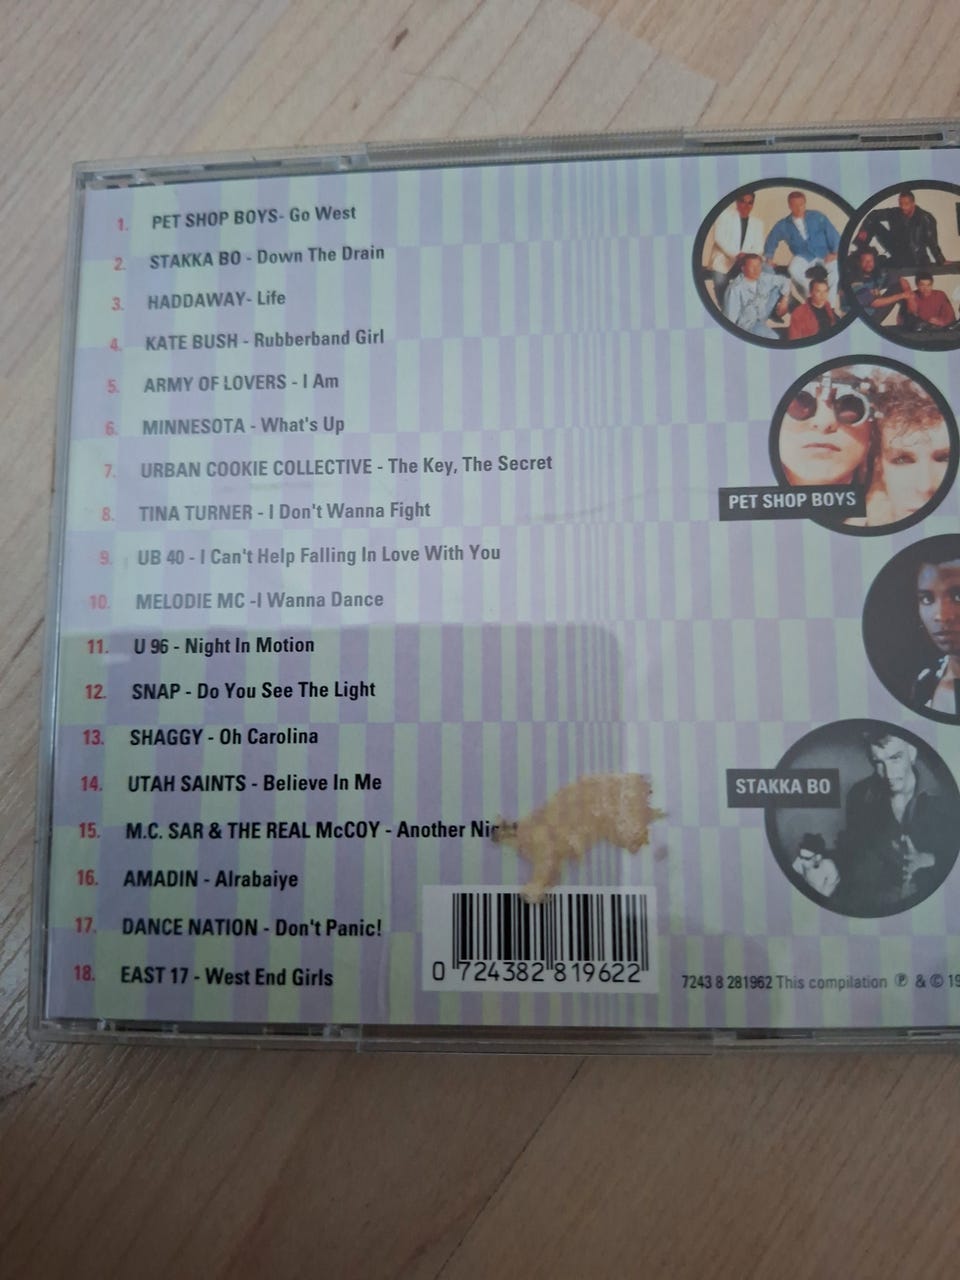 1. PET SHOP BOYS- Go West
2. STAKKA BO - Down The Drain
3. HADDAWAY- Life
4. KATE BUSH - Rubberband Girl
5. ARMY OF LOVERS - I Am
6. MINNESOTA - What's Up
7. URBAN COOKIE COLLECTIVE - The Key, The Secret
8. TINA TURNER - I Don't Wanna Fight
9. UB 40 - I Can't Help Falling In Love With You
10. MELODIE MC -I Wanna Dance
11. U 96 - Night In Motion
12. SNAP - Do You See The Light
13. SHAGGY - Oh Carolina
14. UTAH SAINTS - Believe In Me
15. M.C. SAR & THE REAL McCOY - Another
16. AMADIN - Alrabaiye
17. DANCE NATION - Don't Panic!
18. EAST 17 - West End Girls
PET SHOP BOYS
STAKKA BO
0 724382 819622
7243 8 281962 This compilation ℗ & ©